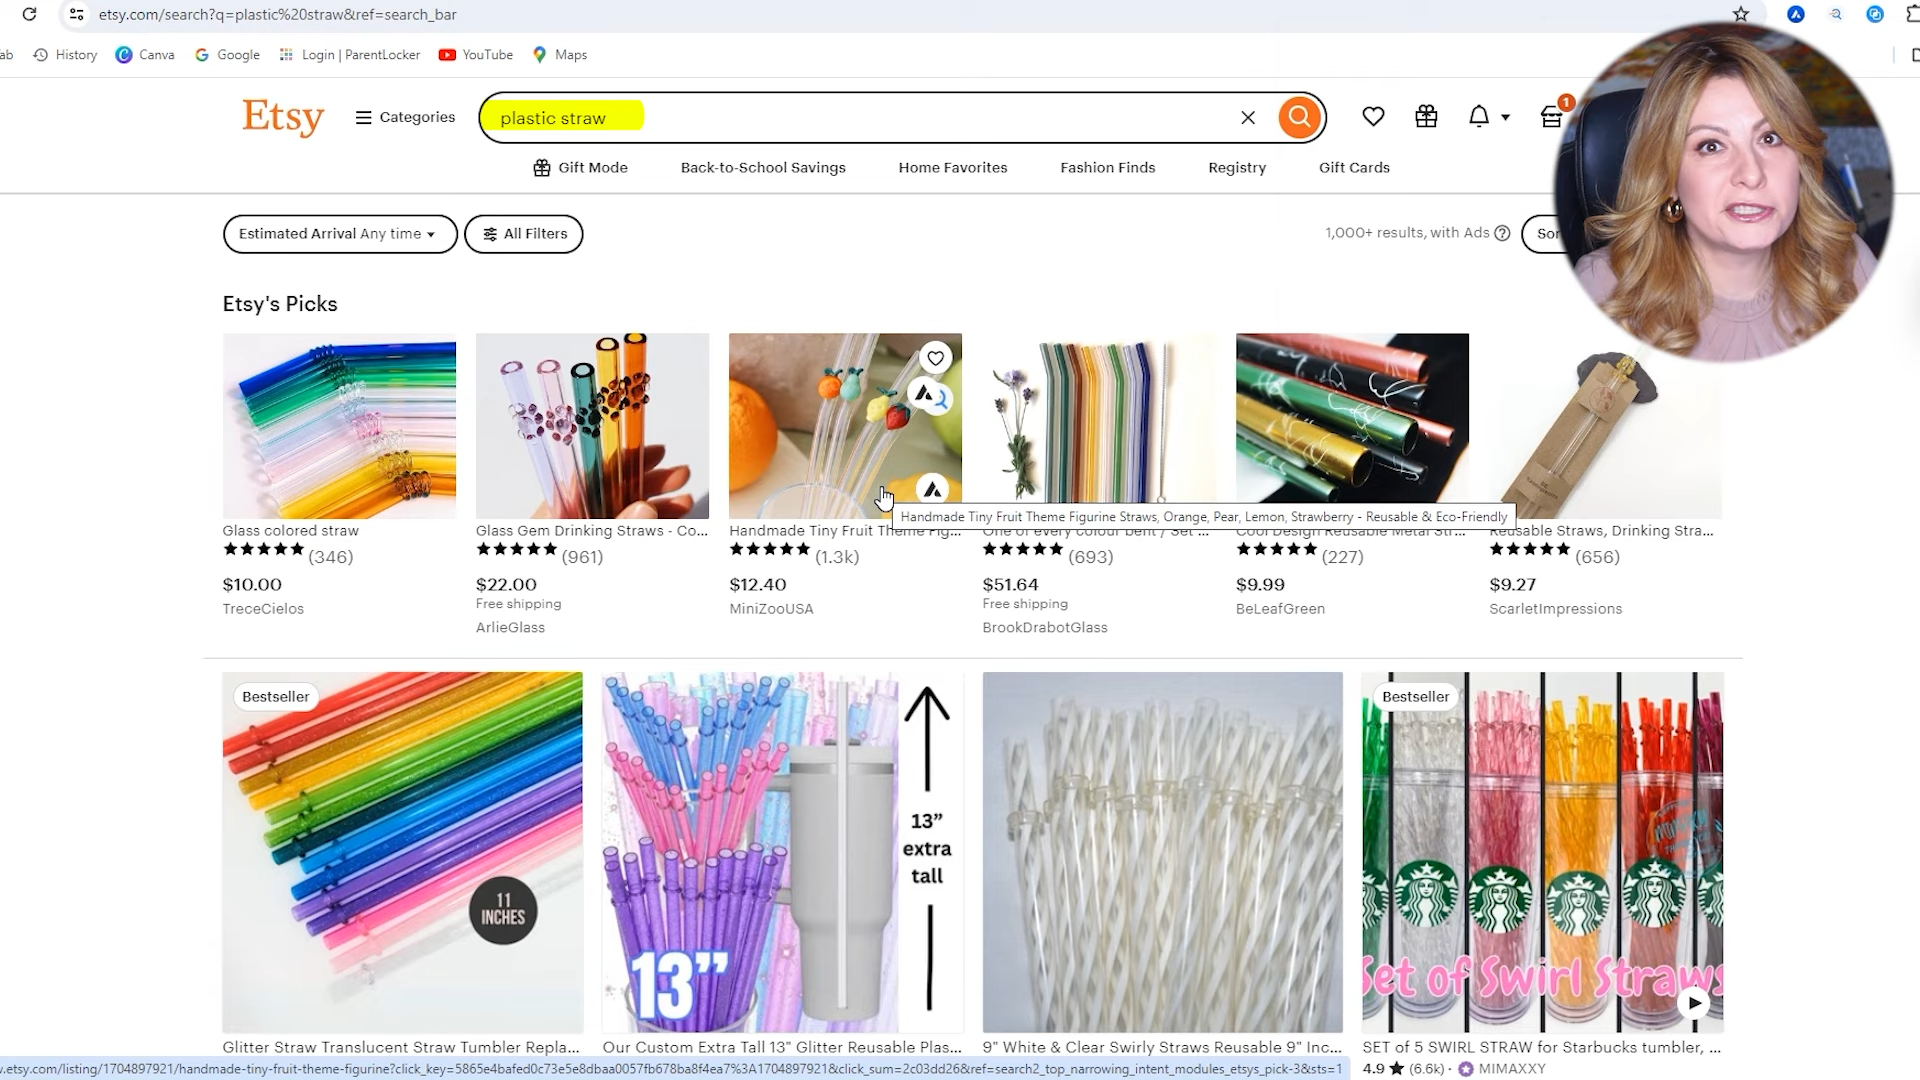 etsy.com/search?q=plastic%20straw&ref=search_bar
ab History Canva Google Login | ParentLocker YouTube Maps
Etsy Categories plastic straw 1
Gift Mode Back-to-School Savings Home Favorites Fashion Finds Registry Gift Cards
Estimated Arrival Any time All Filters 1,000+ results, with Ads Sor
Etsy's Picks
Handmade Tiny Fruit Theme Figurine Straws, Orange, Pear, Lemon, Strawberry - Reusable & Eco-Friendly
Glass colored straw
(346)
$10.00
TreceCielos
Glass Gem Drinking Straws - Co...
(961)
$22.00
Free shipping
ArlieGlass
Handmade Tiny Fruit Theme Fig...
(1.3k)
$12.40
MiniZooUSA
One of every colour bent / Set ...
(693)
$51.64
Free shipping
BrookDrabotGlass
Cool Design Reusable Metal Str...
(227)
$9.99
BeLeafGreen
Reusable Straws, Drinking Stra...
(656)
$9.27
ScarletImpressions
Bestseller
11
INCHES
Glitter Straw Translucent Straw Tumbler Repla...
13”
extra
tall
13”
Our Custom Extra Tall 13" Glitter Reusable Plas...
9" White & Clear Swirly Straws Reusable 9" Inc...
Bestseller
Set of Swirl Straws
SET of 5 SWIRL STRAW for Starbucks tumbler, ...
4.9 (6.6k) · MIMAXXY
v.etsy.com/listing/1704897921/handmade-tiny-fruit-theme-figurine?click_key=5865e4bafed0c73e5e8dbaa0057fb678ba8f4ea7%3A1704897921&click_sum=2c03dd26&ref=search2_top_narrowing_intent_modules_etsys_pick-3&sts=1